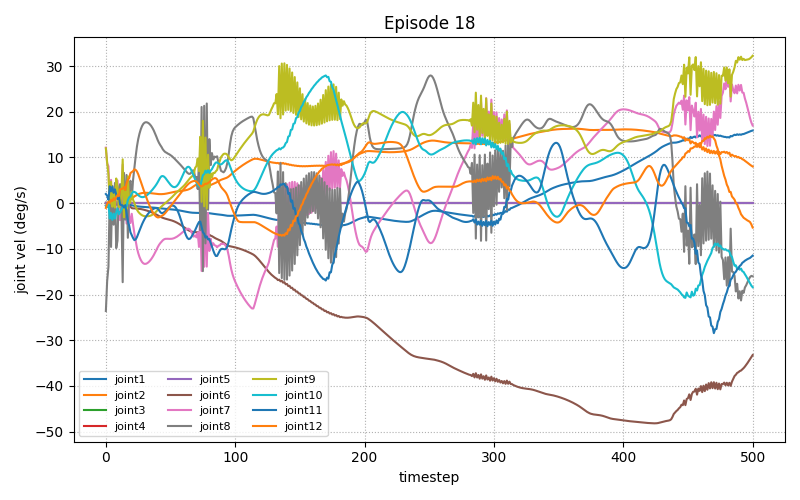 Episode 18
joint vel (deg/s)
30
20
10
0
−10
−20
−30
−40
−50
joint1 joint5 joint9
joint2 joint6 joint10
joint3 joint7 joint11
joint4 joint8 joint12
0 100 200 300 400 500
timestep